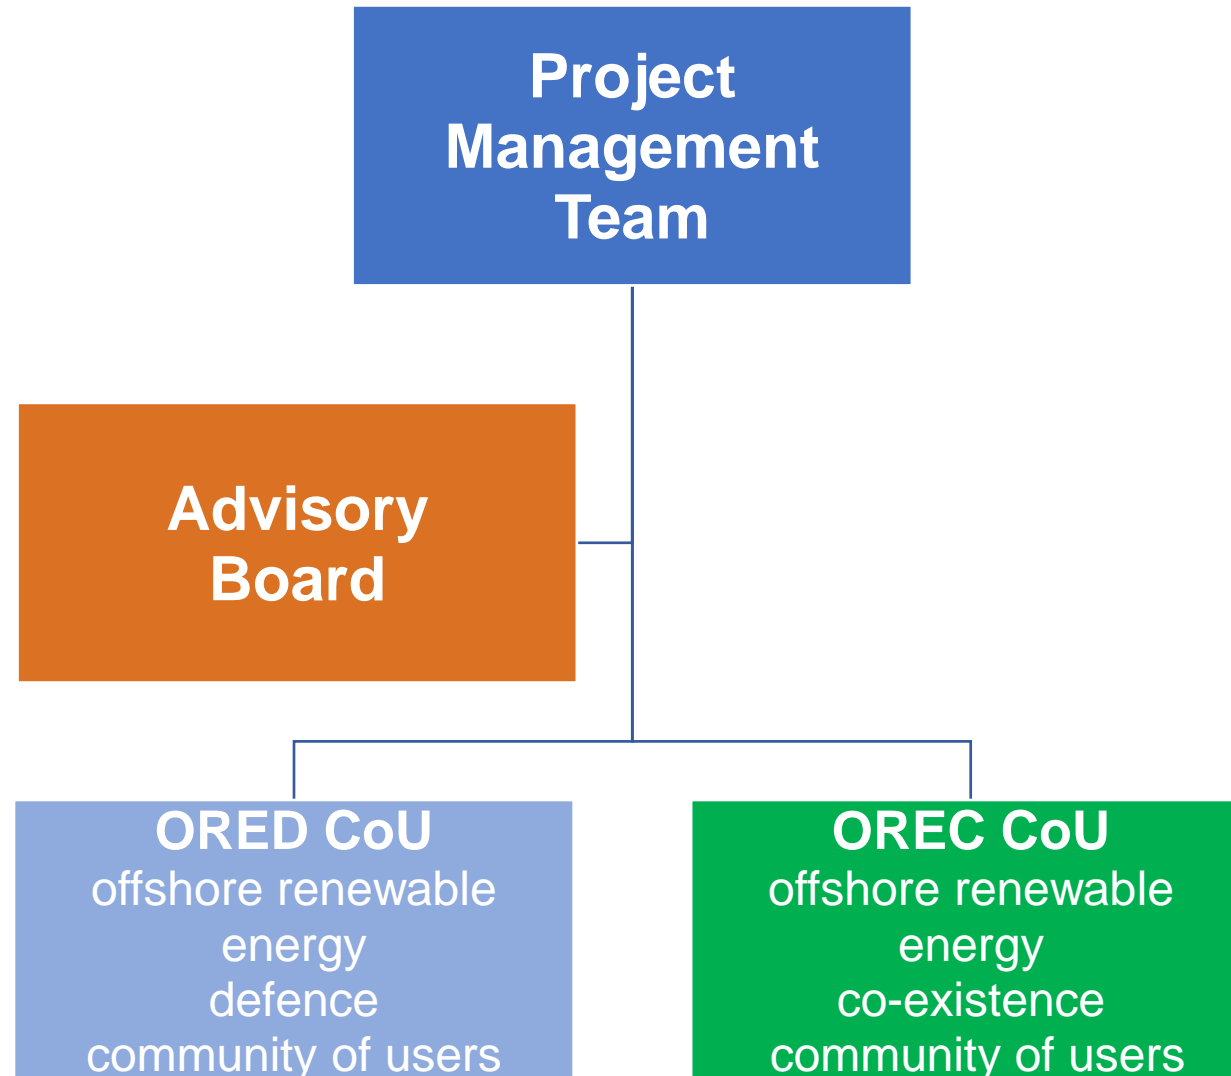 Project
Management
Team
Advisory
Board
ORED CoU
offshore renewable
energy
defence
community of users
OREC CoU
offshore renewable
energy
co-existence
community of users